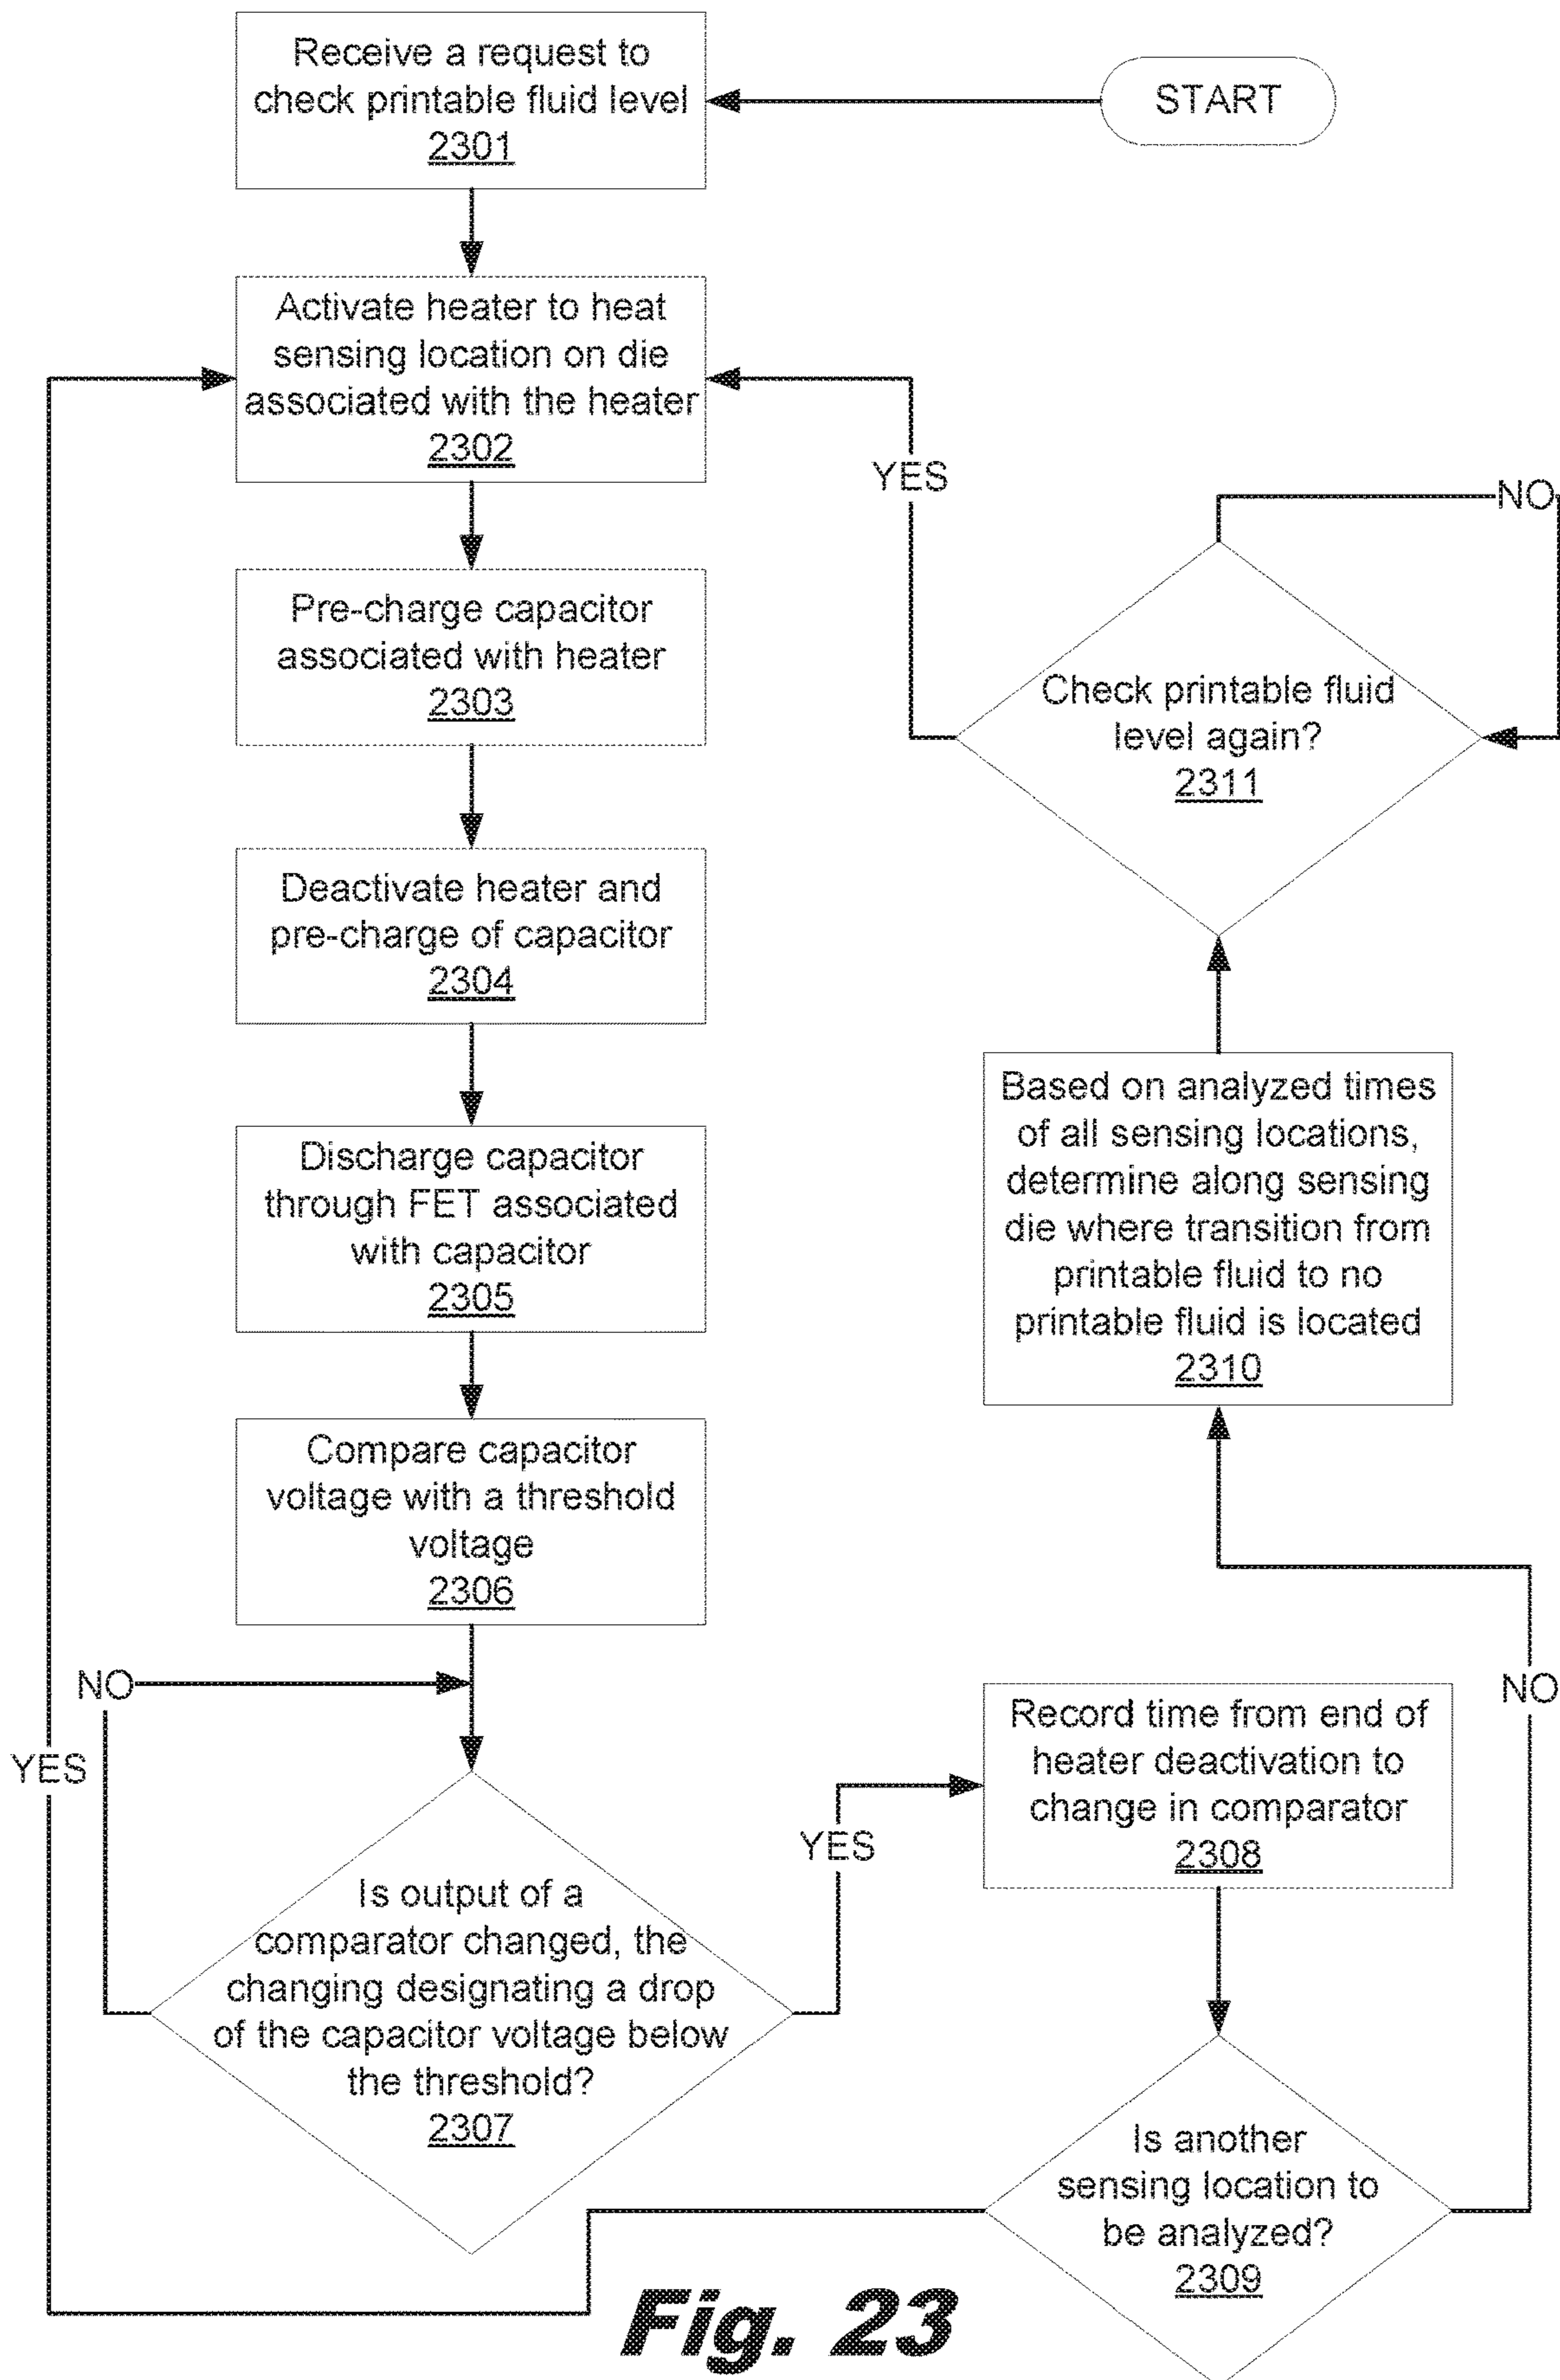 START
Receive a request to
check printable fluid level
2301
Activate heater to heat
sensing location on die
associated with the heater
2302
Pre-charge capacitor
associated with heater
2303
Deactivate heater and
pre-charge of capacitor
2304
Discharge capacitor
through FET associated
with capacitor
2305
Compare capacitor
voltage with a threshold
voltage
2306
NO
Is output of a
comparator changed, the
changing designating a drop
of the capacitor voltage below
the threshold?
2307
YES
Record time from end of
heater deactivation to
change in comparator
2308
Is another
sensing location to
be analyzed?
2309
YES
NO
Based on analyzed times
of all sensing locations,
determine along sensing
die where transition from
printable fluid to no
printable fluid is located
2310
Check printable fluid
level again?
2311
YES
NO
Fig. 23